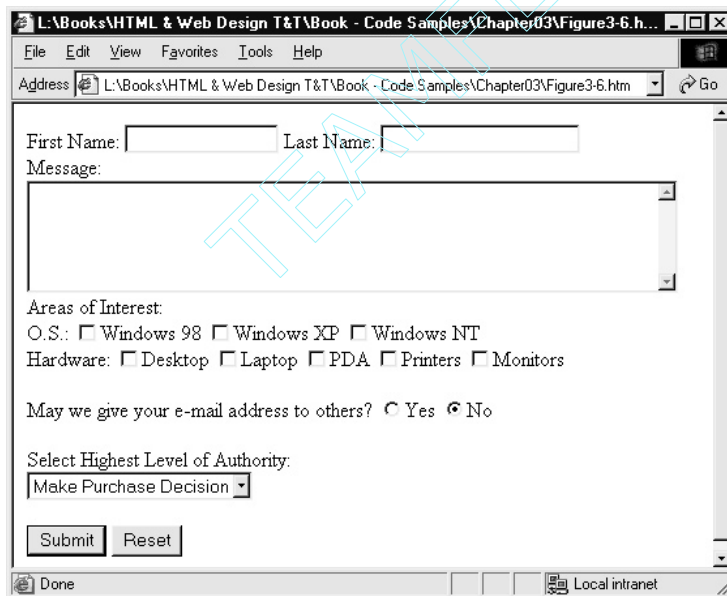 L:\Books\HTML & Web Design T&T\Book - Code Samples\Chapter03\Figure3-6.h...
File Edit View Favorites Tools Help
Address L:\Books\HTML & Web Design T&T\Book - Code Samples\Chapter03\Figure3-6.htm Go
First Name: Last Name:
Message:
Areas of Interest:
O.S.: Windows 98 Windows XP Windows NT
Hardware: Desktop Laptop PDA Printers Monitors
May we give your e-mail address to others? Yes No
Select Highest Level of Authority:
Make Purchase Decision
Submit Reset
Done Local intranet